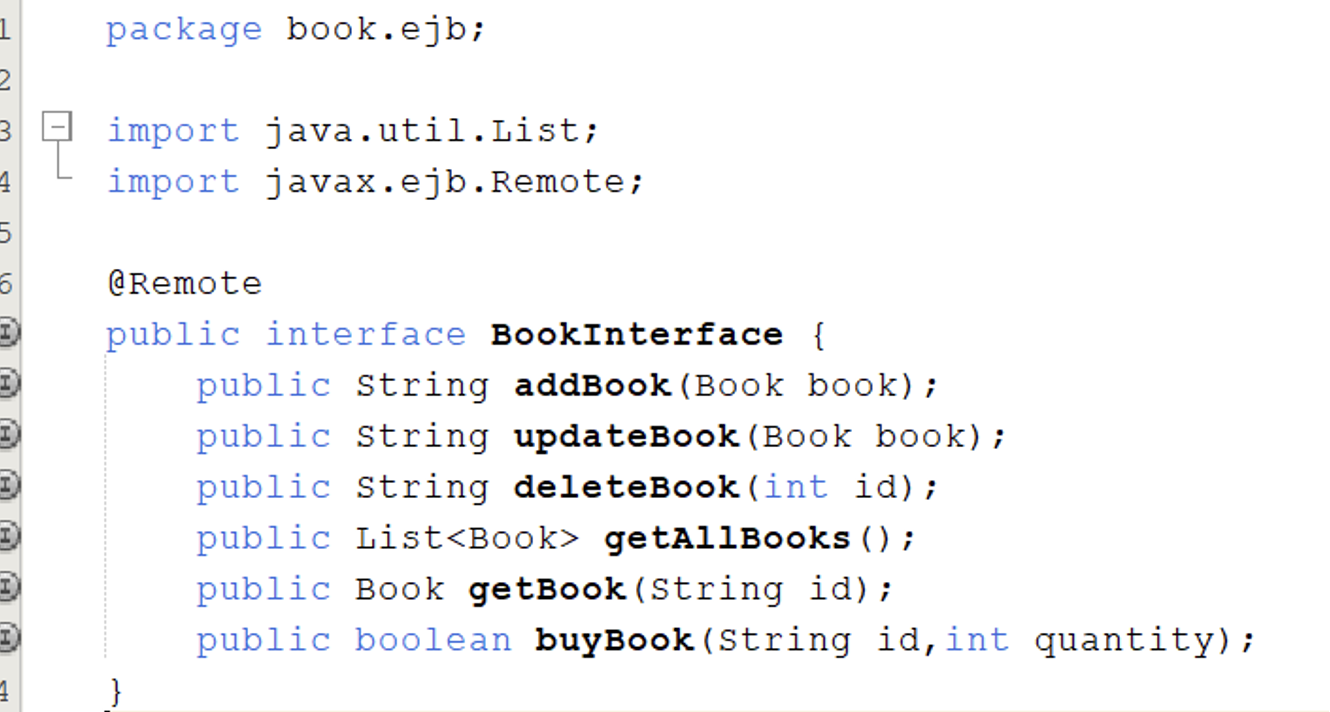 1 package book.ejb;
2
3 import java.util.List;
4 import javax.ejb.Remote;
5
6 @Remote
public interface BookInterface {
    public String addBook(Book book);
    public String updateBook(Book book);
    public String deleteBook(int id);
    public List<Book> getAllBooks();
    public Book getBook(String id);
    public boolean buyBook(String id,int quantity);
4 }